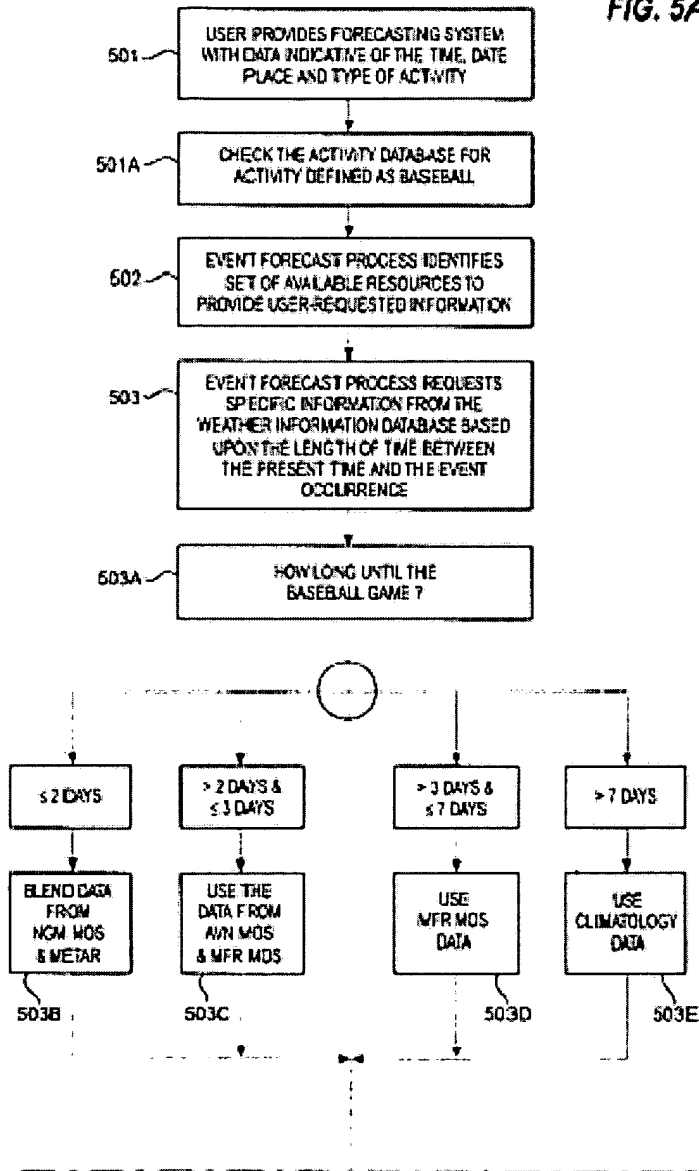 FIG. 5A
501
USER PROVIDES FORECASTING SYSTEM
WITH DATA INDICATIVE OF THE TIME, DATE
PLACE AND TYPE OF ACTIVITY
501A
CHECK THE ACTIVITY DATABASE FOR
ACTIVITY DEFINED AS BASEBALL
502
EVENT FORECAST PROCESS IDENTIFIES
SET OF AVAILABLE RESOURCES TO
PROVIDE USER-REQUESTED INFORMATION
503
EVENT FORECAST PROCESS REQUESTS
SPECIFIC INFORMATION FROM THE
WEATHER INFORMATION DATABASE BASED
UPON THE LENGTH OF TIME BETWEEN
THE PRESENT TIME AND THE EVENT
OCCURRENCE
503A
HOW LONG UNTIL THE
BASEBALL GAME ?
≤ 2 DAYS
> 2 DAYS &
≤ 3 DAYS
> 3 DAYS &
≤ 7 DAYS
> 7 DAYS
BLEND DATA
FROM
NGM MOS
& METAR
USE THE
DATA FROM
AVN MOS
& MFR MOS
USE
MFR MOS
DATA
USE
CLIMATOLOGY
DATA
503B
503C
503D
503E